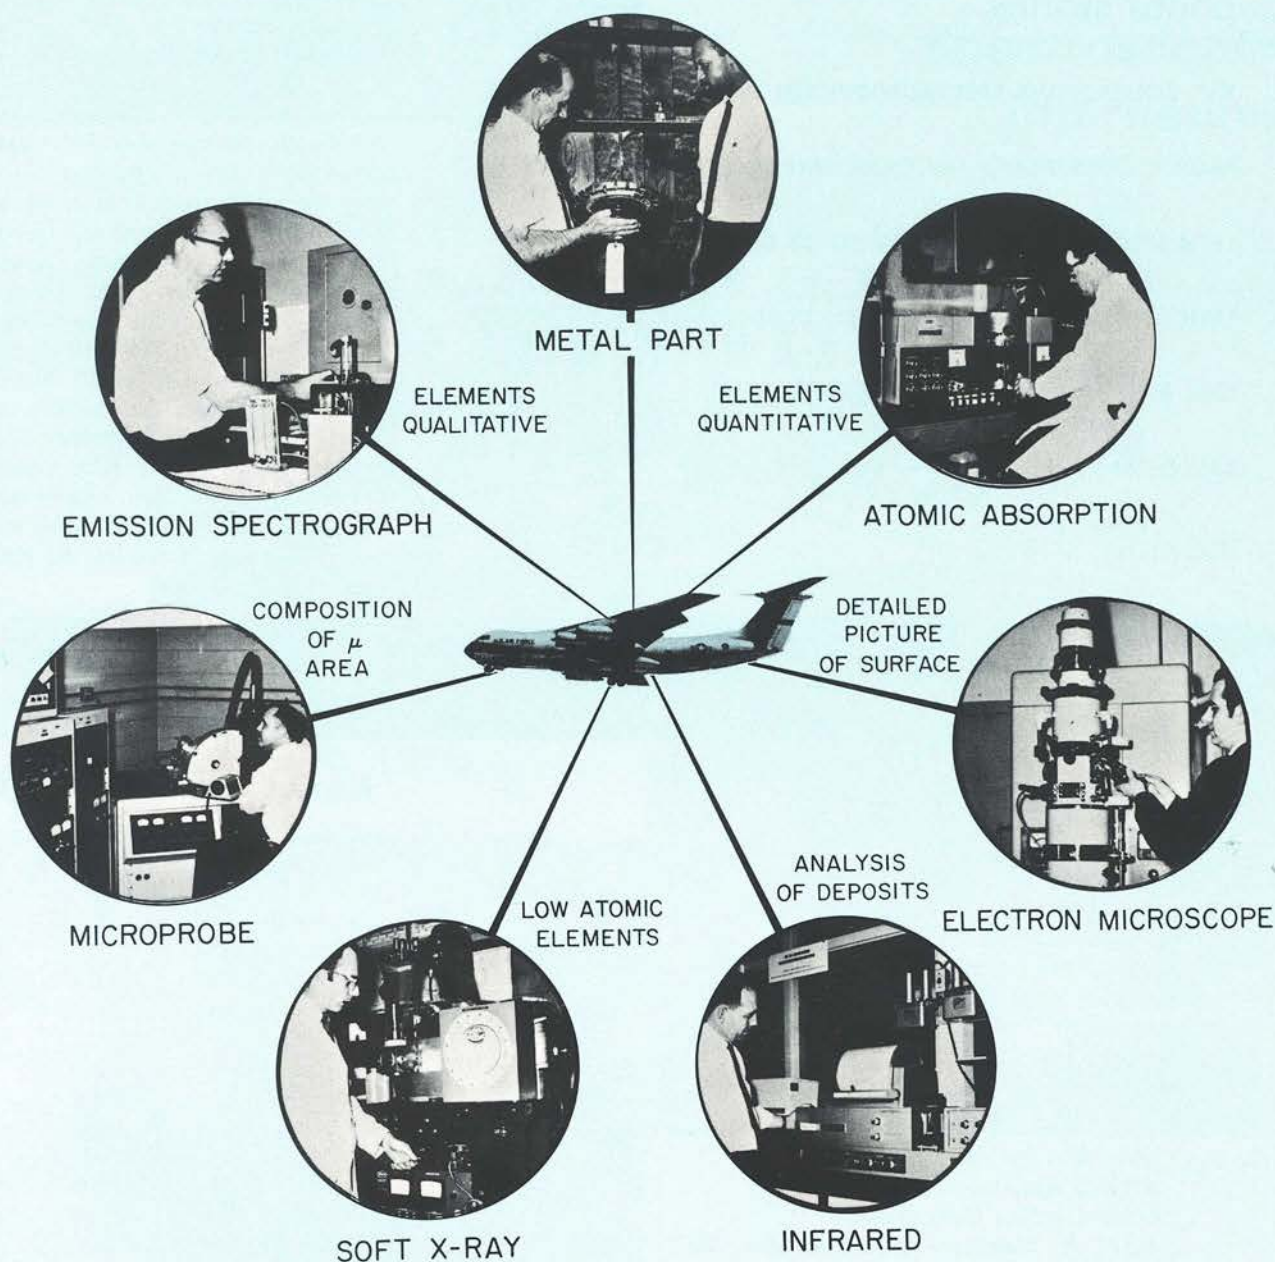 METAL PART
ELEMENTS
QUALITATIVE
ELEMENTS
QUANTITATIVE
EMISSION SPECTROGRAPH
ATOMIC ABSORPTION
COMPOSITION
OF μ
AREA
DETAILED
PICTURE
OF SURFACE
MICROPROBE
ELECTRON MICROSCOPE
LOW ATOMIC
ELEMENTS
ANALYSIS
OF DEPOSITS
SOFT X-RAY
INFRARED